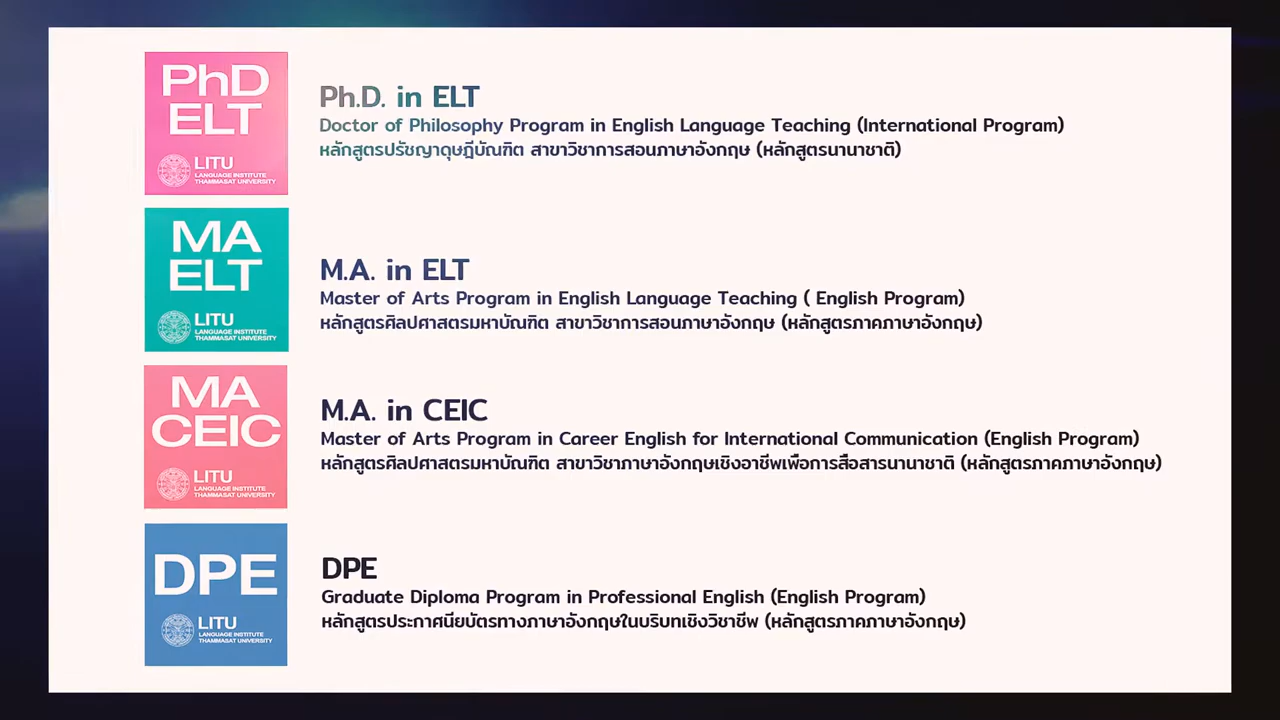 PhD
ELT
LITU
LANGUAGE INSTITUTE
THAMMASAT UNIVERSITY
Ph.D. in ELT
Doctor of Philosophy Program in English Language Teaching (International Program)
หลักสูตรปรัชญาดุษฎีบัณฑิต สาขาวิชาการสอนภาษาอังกฤษ (หลักสูตรนานาชาติ)
MA
ELT
LITU
LANGUAGE INSTITUTE
THAMMASAT UNIVERSITY
M.A. in ELT
Master of Arts Program in English Language Teaching ( English Program)
หลักสูตรศิลปศาสตรมหาบัณฑิต สาขาวิชาการสอนภาษาอังกฤษ (หลักสูตรภาคภาษาอังกฤษ)
MA
CEIC
LITU
LANGUAGE INSTITUTE
THAMMASAT UNIVERSITY
M.A. in CEIC
Master of Arts Program in Career English for International Communication (English Program)
หลักสูตรศิลปศาสตรมหาบัณฑิต สาขาวิชาภาษาอังกฤษเชิงอาชีพเพื่อการสื่อสารนานาชาติ (หลักสูตรภาคภาษาอังกฤษ)
DPE
LITU
LANGUAGE INSTITUTE
THAMMASAT UNIVERSITY
DPE
Graduate Diploma Program in Professional English (English Program)
หลักสูตรประกาศนียบัตรทางภาษาอังกฤษในบริบทเชิงวิชาชีพ (หลักสูตรภาคภาษาอังกฤษ)